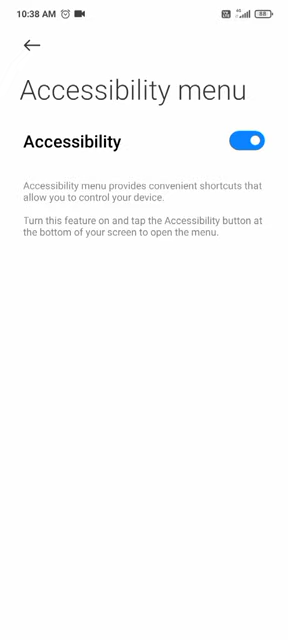 10:38 AM
88
Accessibility menu
Accessibility
Accessibility menu provides convenient shortcuts that
allow you to control your device.
Turn this feature on and tap the Accessibility button at
the bottom of your screen to open the menu.